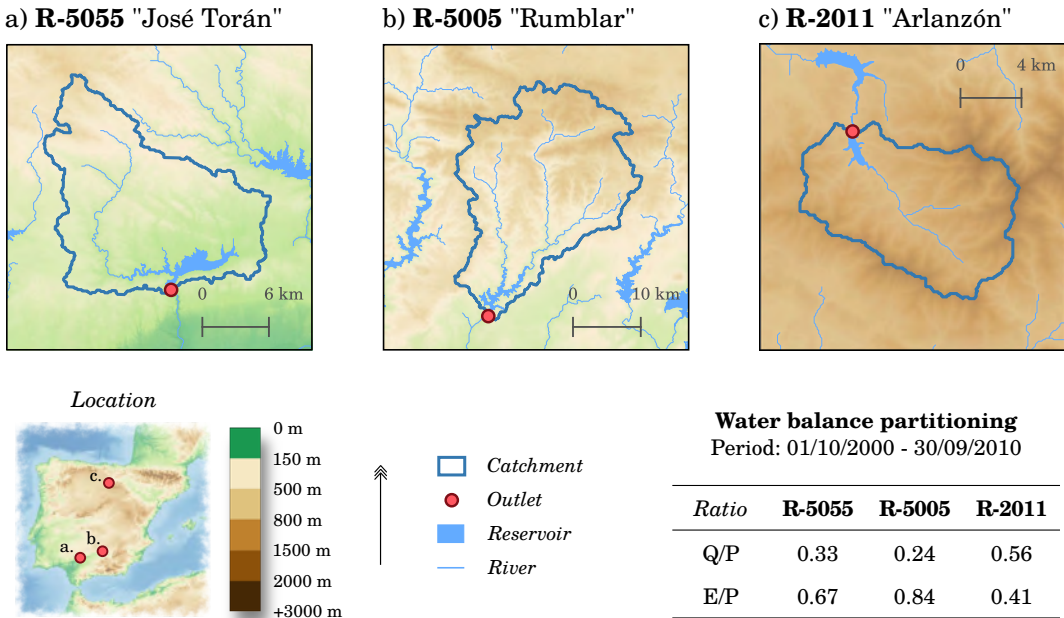 a) R-5055 "José Torán"
b) R-5005 "Rumblar"
c) R-2011 "Arlanzón"
0 6 km
0 10 km
0 4 km
Location
a.
b.
c.
0 m
150 m
500 m
800 m
1500 m
2000 m
+3000 m
Catchment
Outlet
Reservoir
River
Water balance partitioning
Period: 01/10/2000 - 30/09/2010
Ratio R-5055 R-5005 R-2011
Q/P 0.33 0.24 0.56
E/P 0.67 0.84 0.41